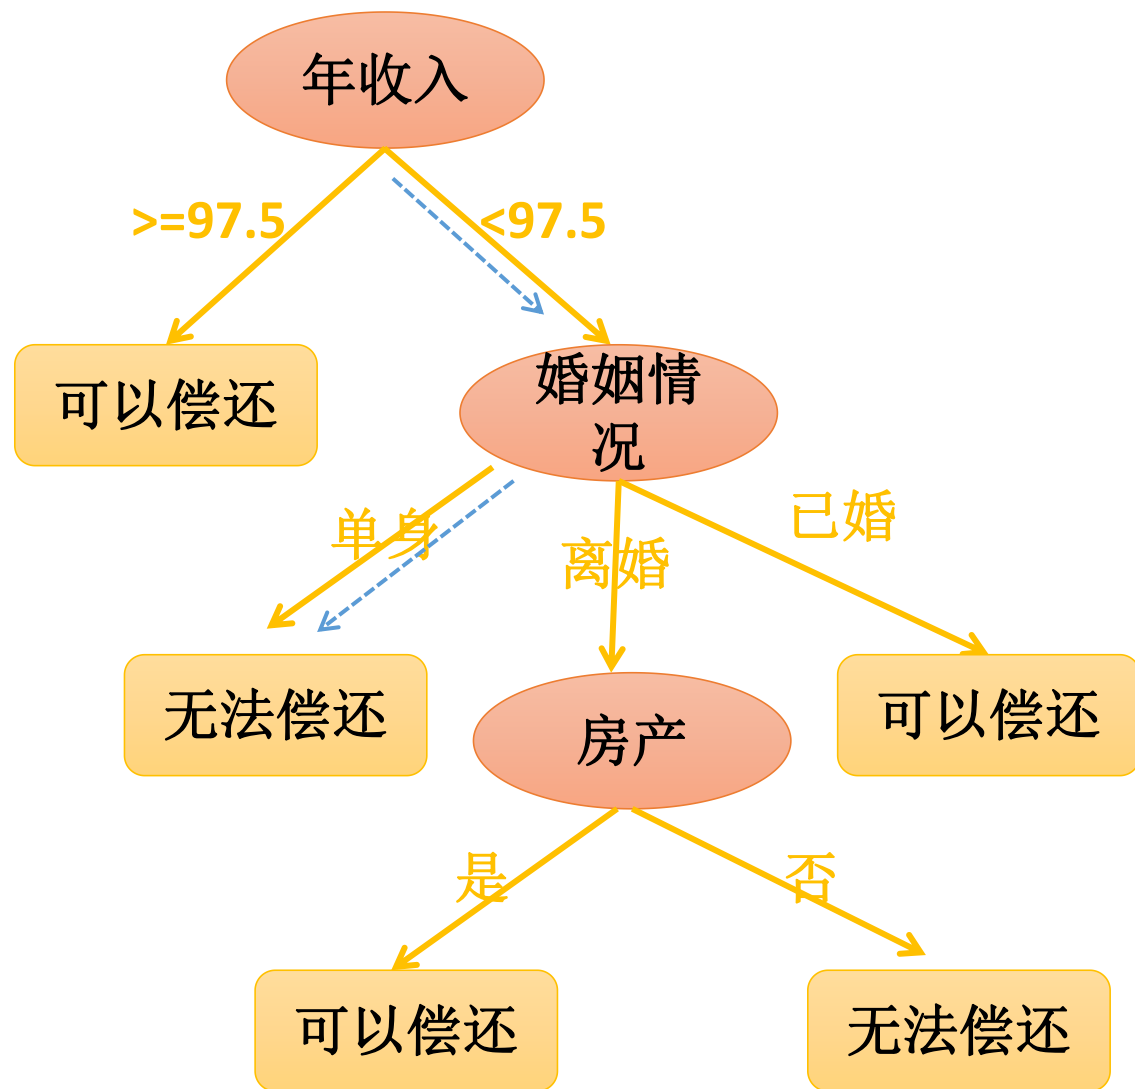 年收入
>=97.5
<97.5
可以偿还
婚姻情
况
单身
离婚
已婚
无法偿还
房产
可以偿还
是
否
可以偿还
无法偿还